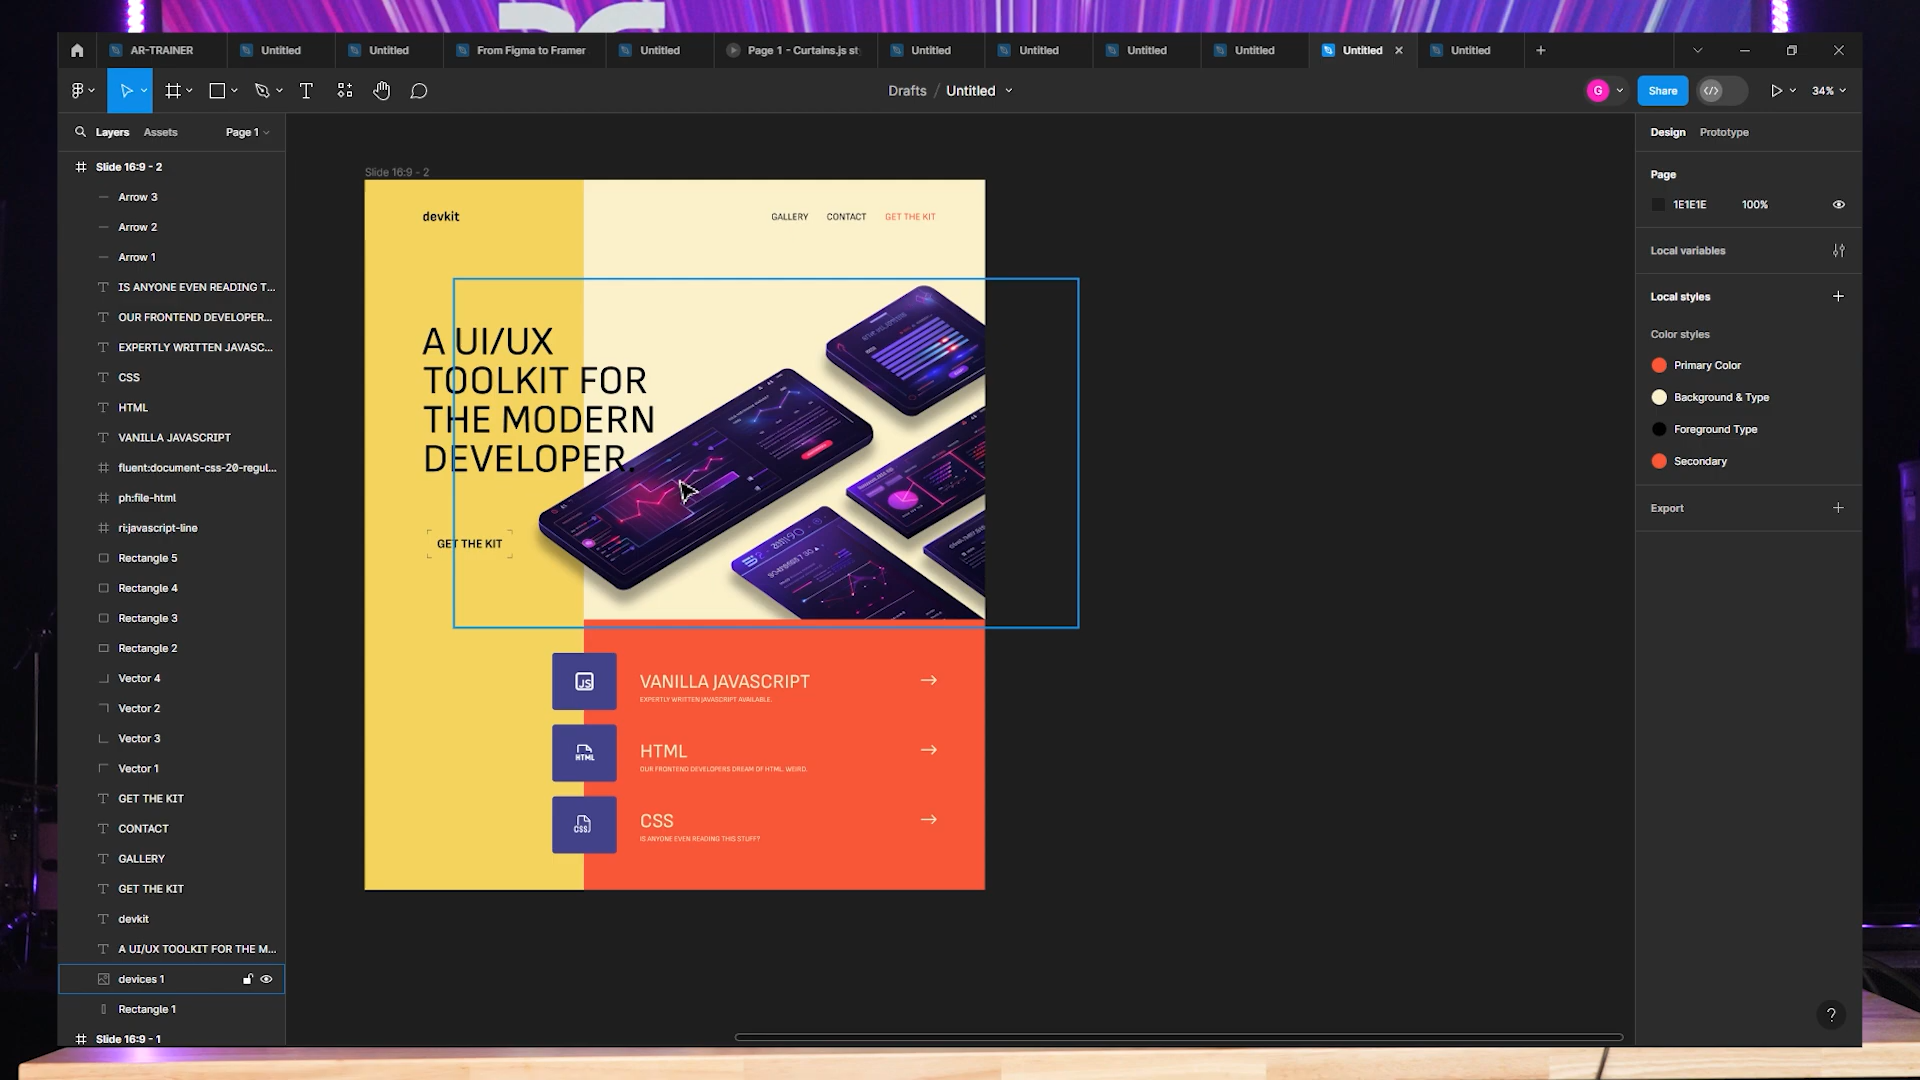 AR-TRAINER
Untitled
Untitled
From Figma to Framer
Untitled
Page 1 - Curtains.js st
Untitled
Untitled
Untitled
Untitled
Untitled
Untitled
Drafts / Untitled
G
Share
34%
Layers
Assets
Page 1
Slide 16:9 - 2
Arrow 3
Arrow 2
Arrow 1
IS ANYONE EVEN READING T...
OUR FRONTEND DEVELOPER...
EXPERTLY WRITTEN JAVASC...
CSS
HTML
VANILLA JAVASCRIPT
fluent:document-css-20-regul...
ph:file-html
ri:javascript-line
Rectangle 5
Rectangle 4
Rectangle 3
Rectangle 2
Vector 4
Vector 2
Vector 3
Vector 1
GET THE KIT
CONTACT
GALLERY
GET THE KIT
devkit
A UI/UX TOOLKIT FOR THE M...
devices 1
Rectangle 1
Slide 16:9 - 1
Slide 16:9 - 2
devkit
GALLERY
CONTACT
GET THE KIT
A UI/UX
TOOLKIT FOR
THE MODERN
DEVELOPER.
GET THE KIT
JS
VANILLA JAVASCRIPT
EXPERTLY WRITTEN JAVASCRIPT AVAILABLE.
HTML
HTML
OUR FRONTEND DEVELOPERS DREAM OF HTML. WEIRD.
CSS
CSS
IS ANYONE EVEN READING THIS STUFF?
Design
Prototype
Page
1E1E1E
100%
Local variables
Local styles
Color styles
Primary Color
Background & Type
Foreground Type
Secondary
Export
?